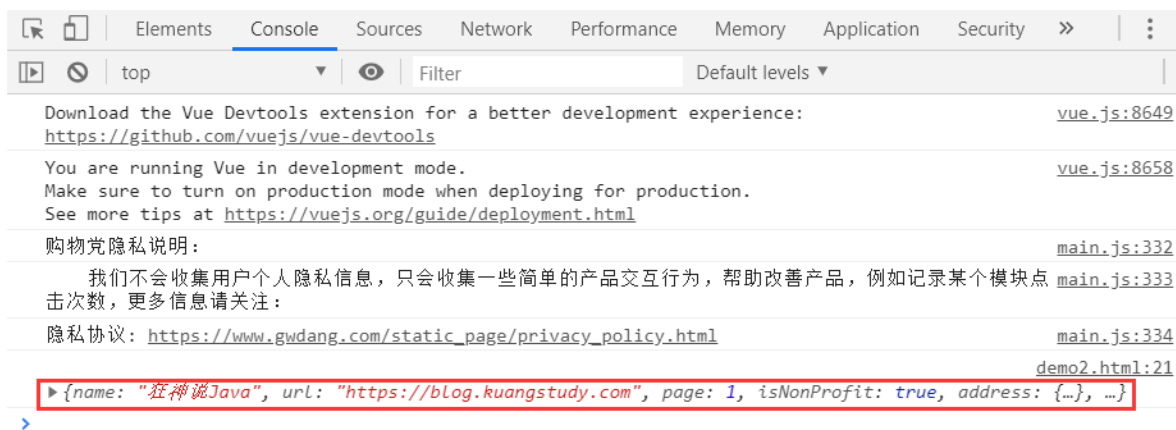 Elements Console Sources Network Performance Memory Application Security »
top ▼ Filter Default levels ▼
Download the Vue Devtools extension for a better development experience: vue.js:8649
https://github.com/vuejs/vue-devtools
You are running Vue in development mode. vue.js:8658
Make sure to turn on production mode when deploying for production.
See more tips at https://vuejs.org/guide/deployment.html
购物党隐私说明: main.js:332
我们不会收集用户个人隐私信息，只会收集一些简单的产品交互行为，帮助改善产品，例如记录某个模块点 main.js:333
击次数，更多信息请关注:
隐私协议: https://www.gwdang.com/static_page/privacy_policy.html main.js:334
demo2.html:21
▶{name: "狂神说Java", url: "https://blog.kuangstudy.com", page: 1, isNonProfit: true, address: {…}, …}
>